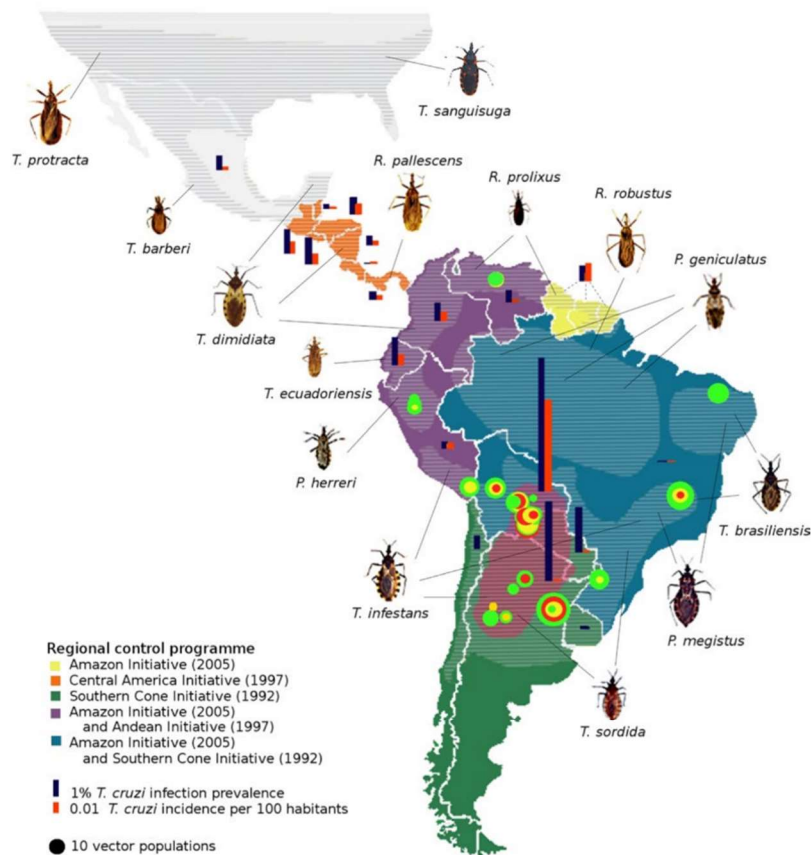 T. sanguisuga
T. protracta
R. pallescens
R. prolixus
R. robustus
T. barberi
P. geniculatus
T. dimidiata
T. ecuadoriensis
P. herreri
T. brasiliensis
T. infestans
P. megistus
T. sordida
Regional control programme
Amazon Initiative (2005)
Central America Initiative (1997)
Southern Cone Initiative (1992)
Amazon Initiative (2005)
and Andean Initiative (1997)
Amazon Initiative (2005)
and Southern Cone Initiative (1992)
1% T. cruzi infection prevalence
0.01 T. cruzi incidence per 100 habitants
10 vector populations